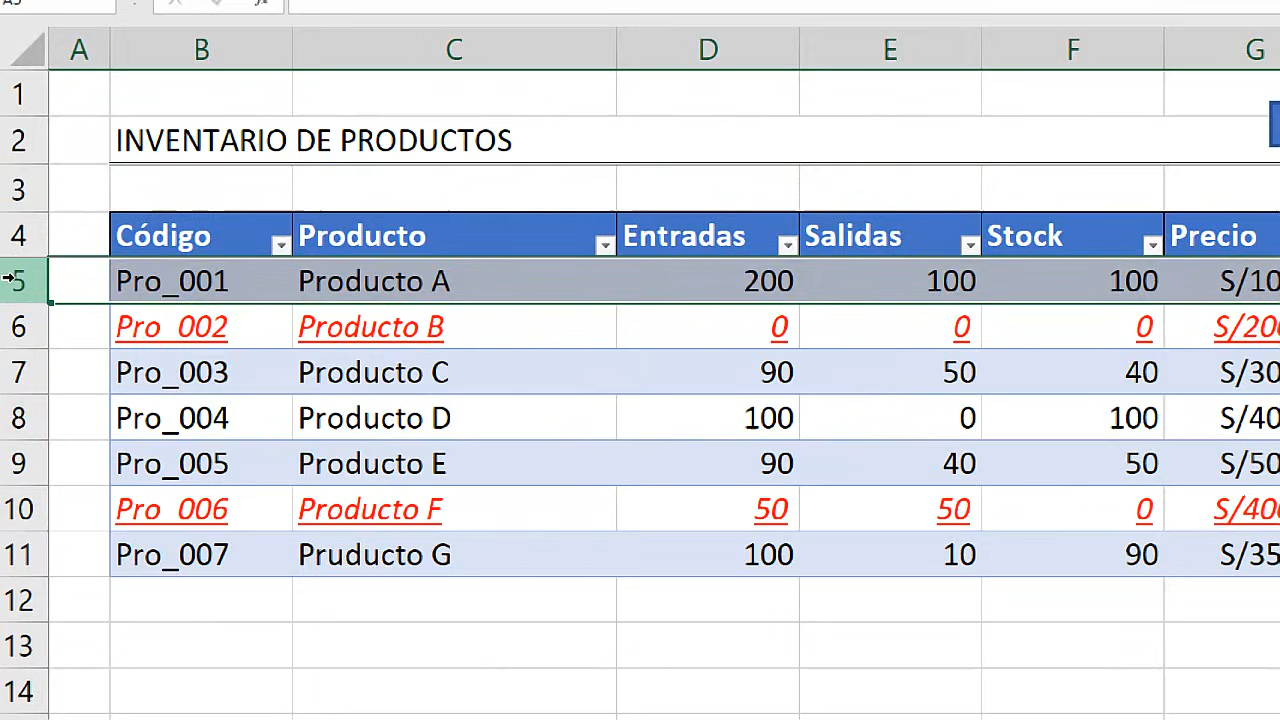 A B C D E F G
1
2 INVENTARIO DE PRODUCTOS
3
4 Código Producto Entradas Salidas Stock Precio
5 Pro_001 Producto A 200 100 100 S/10
6 Pro_002 Producto B 0 0 0 S/200
7 Pro_003 Producto C 90 50 40 S/30
8 Pro_004 Producto D 100 0 100 S/40
9 Pro_005 Producto E 90 40 50 S/50
10 Pro_006 Producto F 50 50 0 S/400
11 Pro_007 Pruducto G 100 10 90 S/35
12
13
14